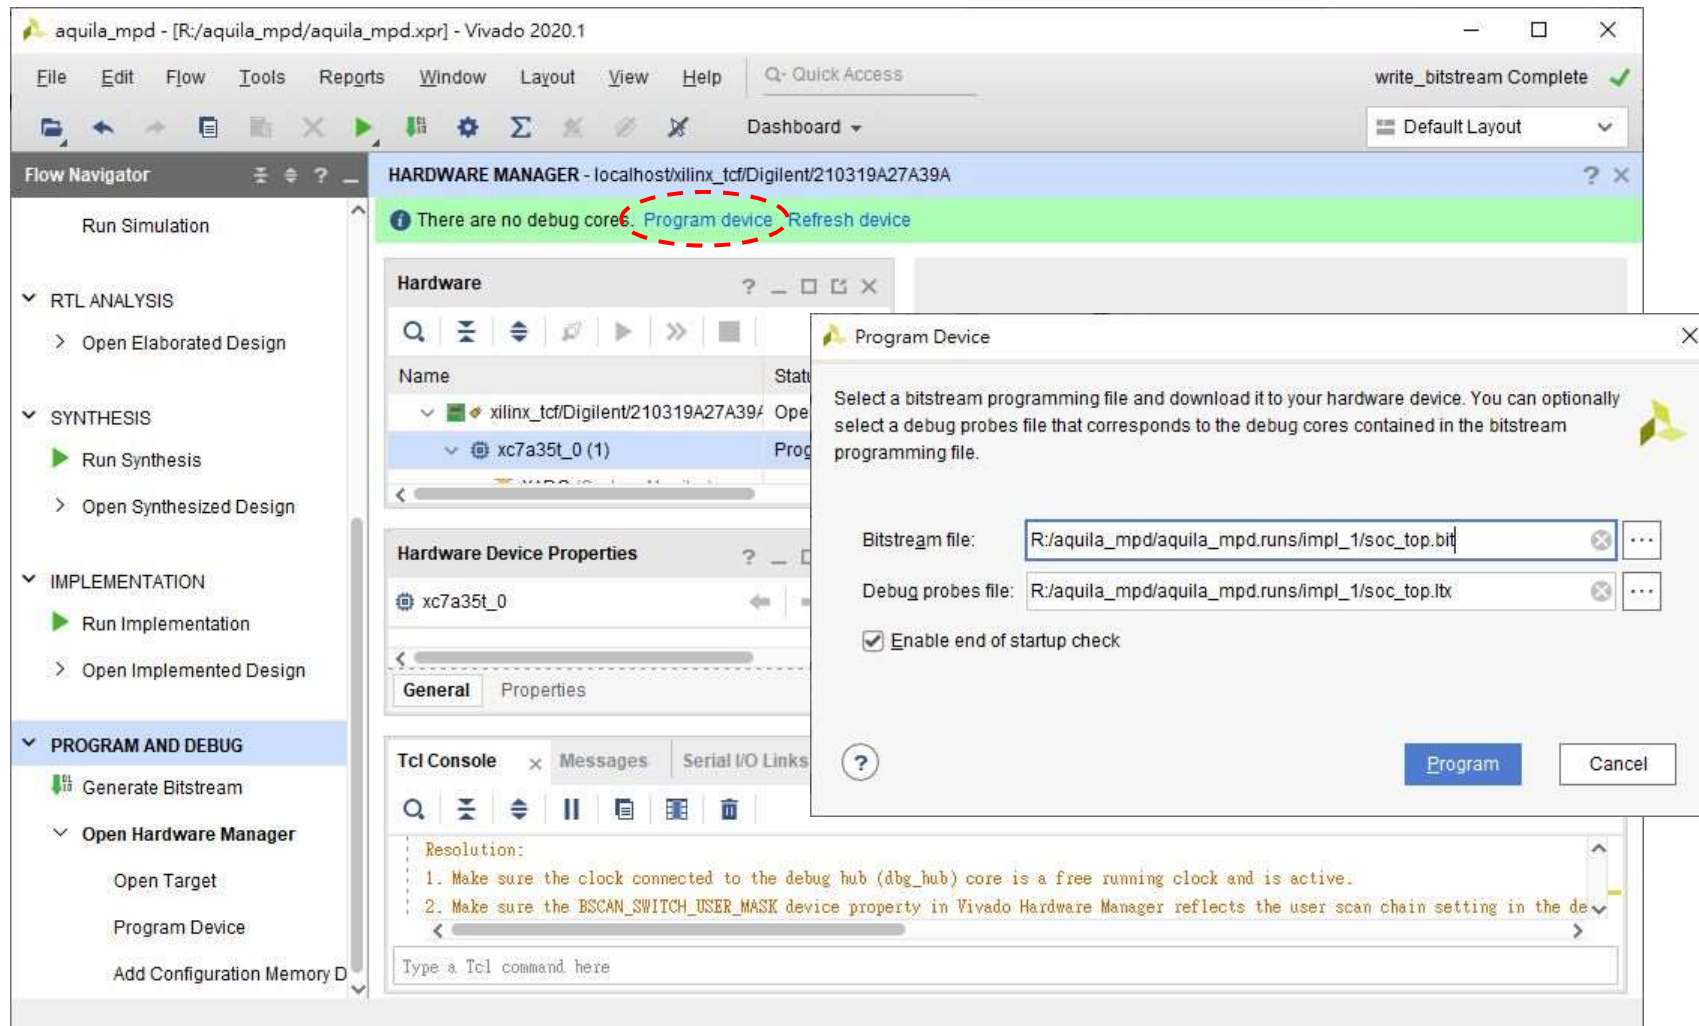 aquila_mpd - [R:/aquila_mpd/aquila_mpd.xpr] - Vivado 2020.1
File Edit Flow Tools Reports Window Layout View Help Q- Quick Access write_bitstream Complete
Dashboard Default Layout
Flow Navigator ? HARDWARE MANAGER - localhost/xilinx_tcf/Digilent/210319A27A39A ?
There are no debug cores. Program device Refresh device
Run Simulation
RTL ANALYSIS
Open Elaborated Design
SYNTHESIS
Run Synthesis
Open Synthesized Design
IMPLEMENTATION
Run Implementation
Open Implemented Design
PROGRAM AND DEBUG
Generate Bitstream
Open Hardware Manager
Open Target
Program Device
Add Configuration Memory D
Hardware ?
Name Statu
xilinx_tcf/Digilent/210319A27A39A Ope
xc7a35t_0 (1) Prog
Hardware Device Properties ?
xc7a35t_0
General Properties
Tcl Console Messages Serial I/O Links
Resolution:
1. Make sure the clock connected to the debug hub (dbg_hub) core is a free running clock and is active.
2. Make sure the BSCAN_SWITCH_USER_MASK device property in Vivado Hardware Manager reflects the user scan chain setting in the de
Type a Tcl command here
Program Device
Select a bitstream programming file and download it to your hardware device. You can optionally
select a debug probes file that corresponds to the debug cores contained in the bitstream
programming file.
Bitstream file: R:/aquila_mpd/aquila_mpd.runs/impl_1/soc_top.bit ...
Debug probes file: R:/aquila_mpd/aquila_mpd.runs/impl_1/soc_top.ltx ...
Enable end of startup check
? Program Cancel